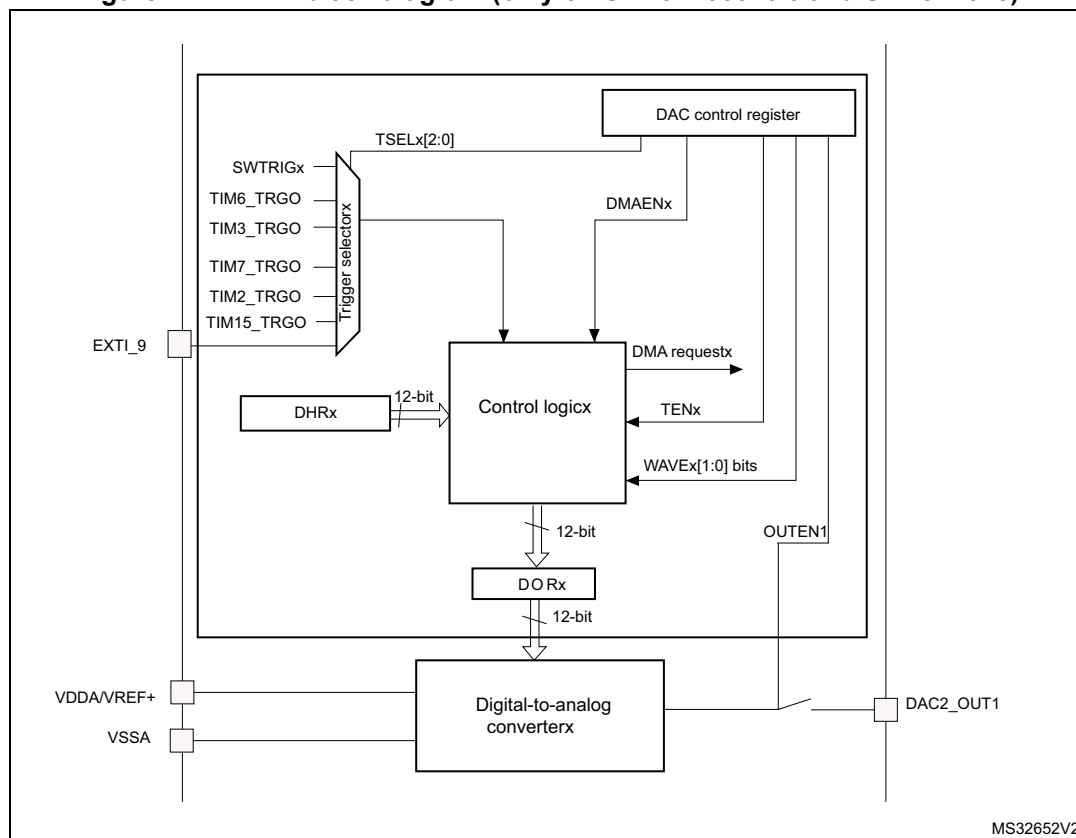 DAC control register
TSELx[2:0]
SWTRIGx
TIM6_TRGO
TIM3_TRGO
TIM7_TRGO
TIM2_TRGO
TIM15_TRGO
Trigger selectorx
DMAENx
EXTI_9
DMA requestx
12-bit
DHRx
Control logicx
TENx
WAVEx[1:0] bits
12-bit
OUTEN1
DORx
12-bit
VDDA/VREF+
Digital-to-analog
converterx
DAC2_OUT1
VSSA
MS32652V2